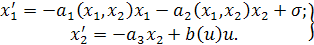 x₁′ = −a₁(x₁,x₂)x₁ − a₂(x₁,x₂)x₂ + σ;
x₂′ = −a₃x₂ + b(u)u.